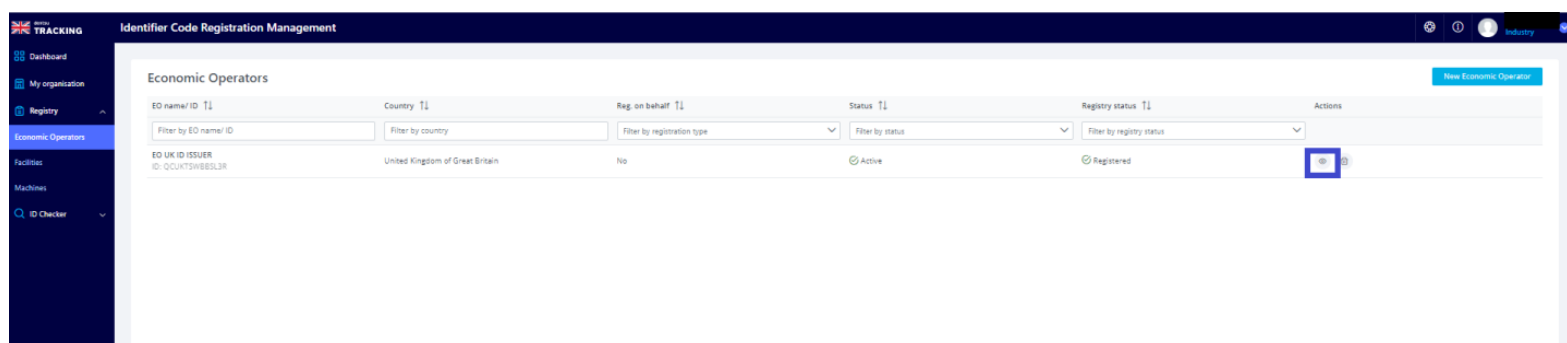 TRACKING
Identifier Code Registration Management
Industry
Dashboard
My organisation
Registry
Economic Operators
Facilities
Machines
ID Checker
Economic Operators
New Economic Operator
EO name/ ID Country Reg. on behalf Status Registry status Actions
Filter by EO name/ ID Filter by country Filter by registration type Filter by status Filter by registry status
EO UK ID ISSUER United Kingdom of Great Britain No Active Registered
ID: QCUKTSWBBSL3R